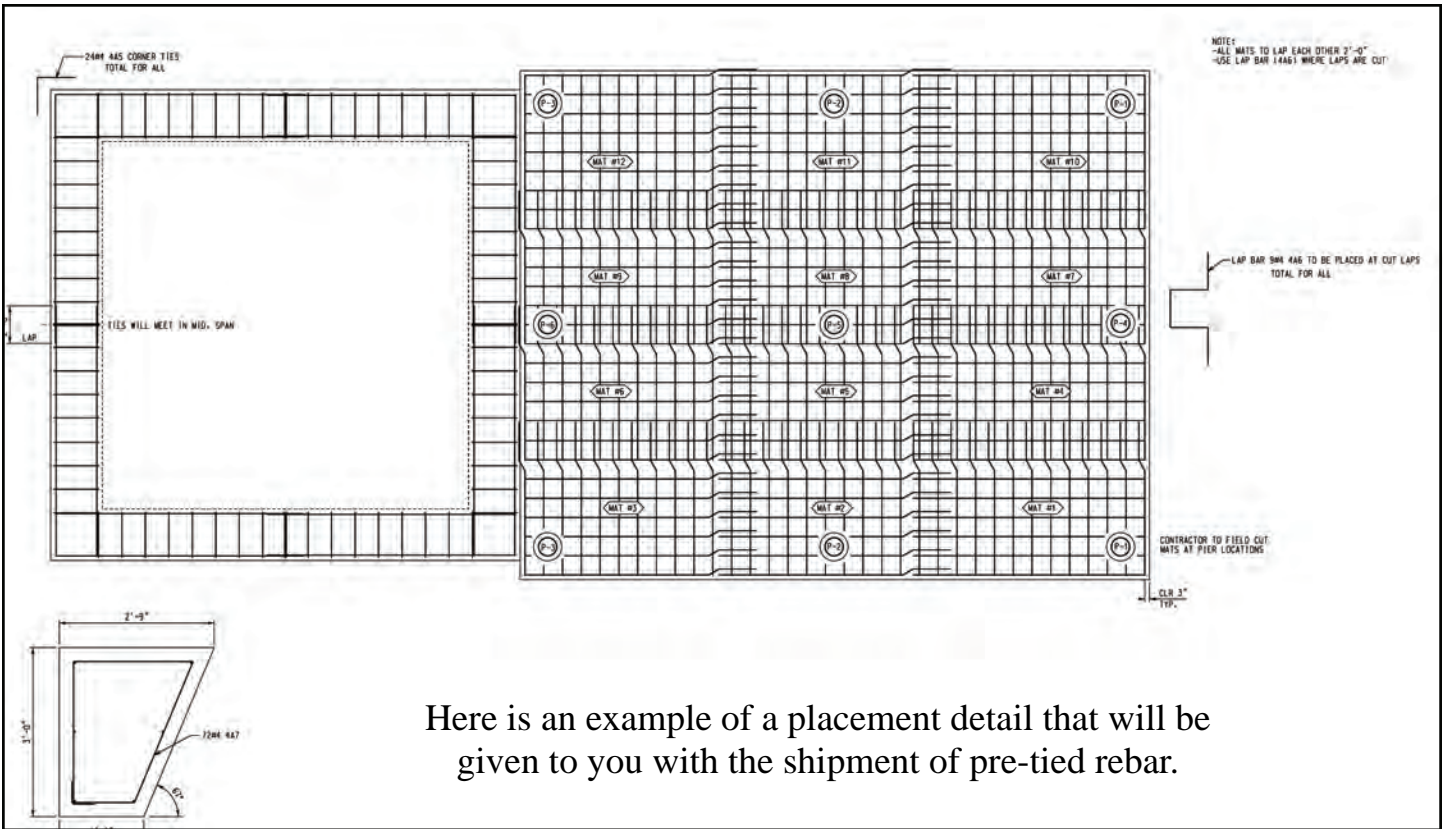 24#4 4A5 CORNER TIES
TOTAL FOR ALL
NOTE:
-ALL MATS TO LAP EACH OTHER 2'-0"
-USE LAP BAR (4A6) WHERE LAPS ARE CUT
P-3
P-2
P-1
MAT #12
MAT #11
MAT #10
LAP BAR 9#4 4A6 TO BE PLACED AT CUT LAPS
TOTAL FOR ALL
MAT #9
MAT #8
MAT #7
LAP
TIES WILL MEET IN MID. SPAN
P-6
P-5
P-4
MAT #6
MAT #5
MAT #4
MAT #3
MAT #2
MAT #1
P-3
P-2
P-1
CONTRACTOR TO FIELD CUT
MATS AT PIER LOCATIONS
CLR 3"
TYP.
2'-9"
3'-0"
72#4 4A7
67°
Here is an example of a placement detail that will be
given to you with the shipment of pre-tied rebar.